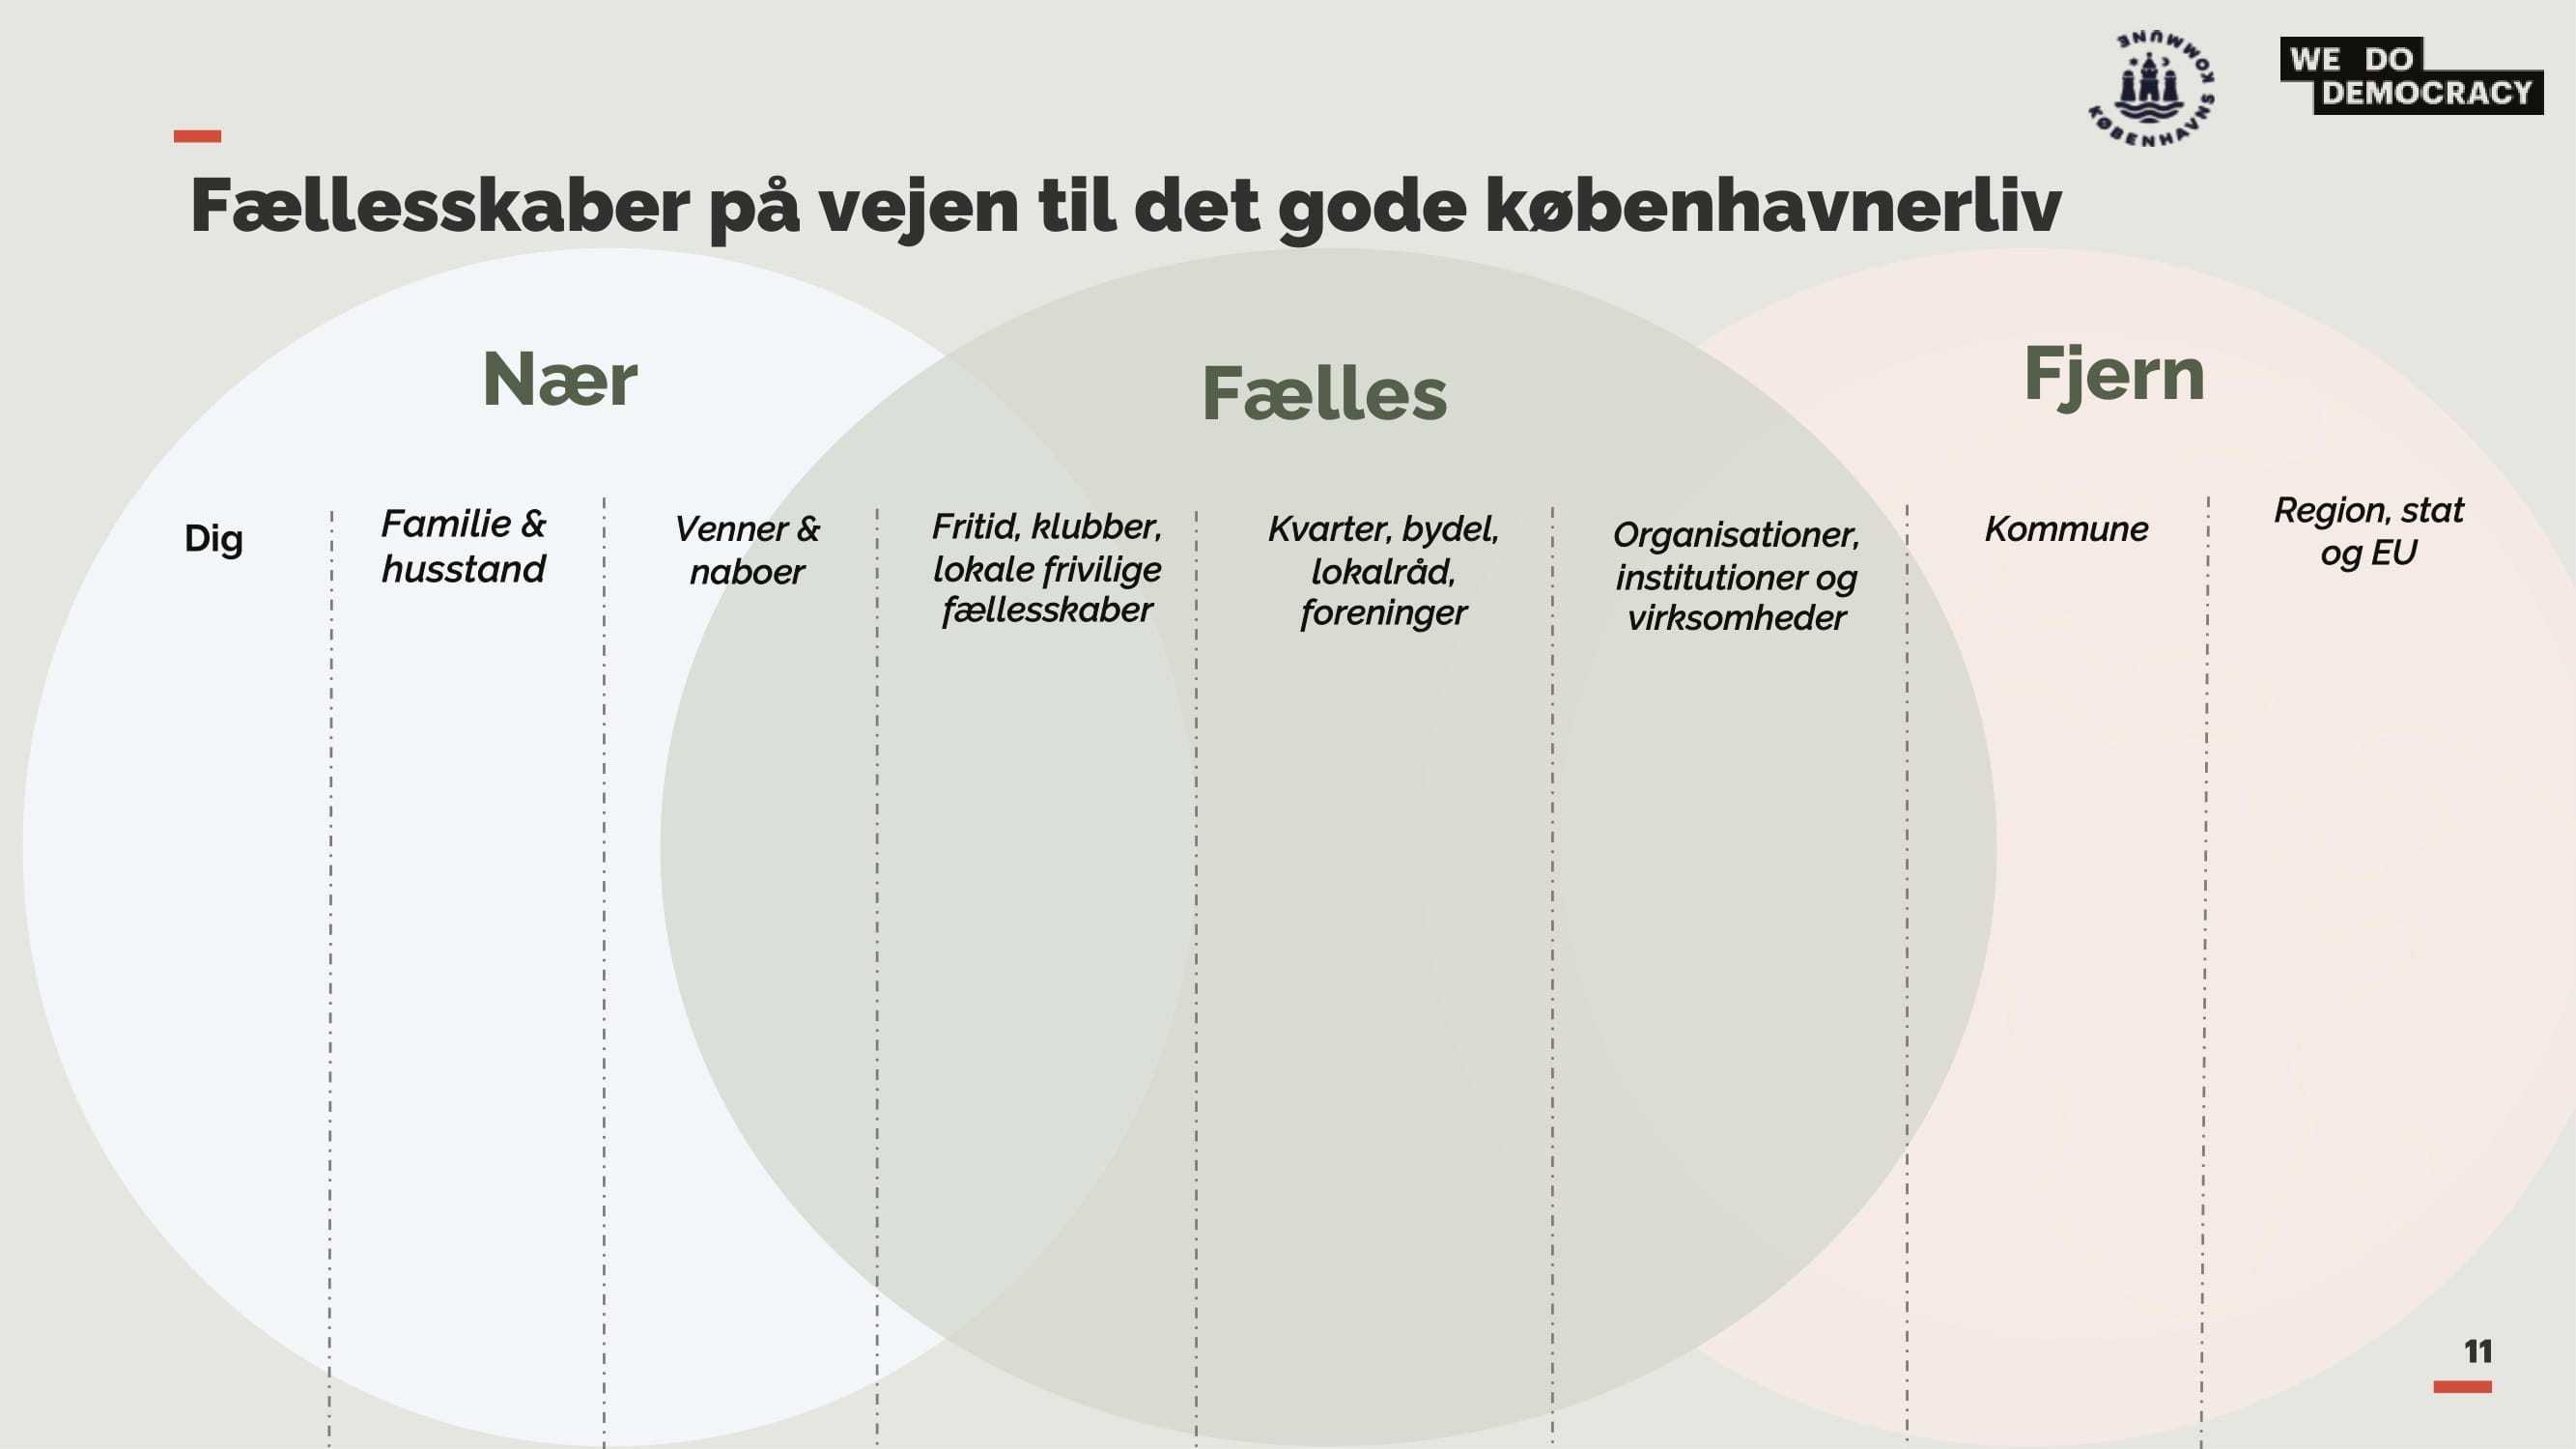 KØBENHAVNS KOMMUNE
WE DO
DEMOCRACY
Fællesskaber på vejen til det gode københavnerliv
Nær
Fælles
Fjern
Dig
Familie &
husstand
Venner &
naboer
Fritid, klubber,
lokale frivilige
fællesskaber
Kvarter, bydel,
lokalråd,
foreninger
Organisationer,
institutioner og
virksomheder
Kommune
Region, stat
og EU
11